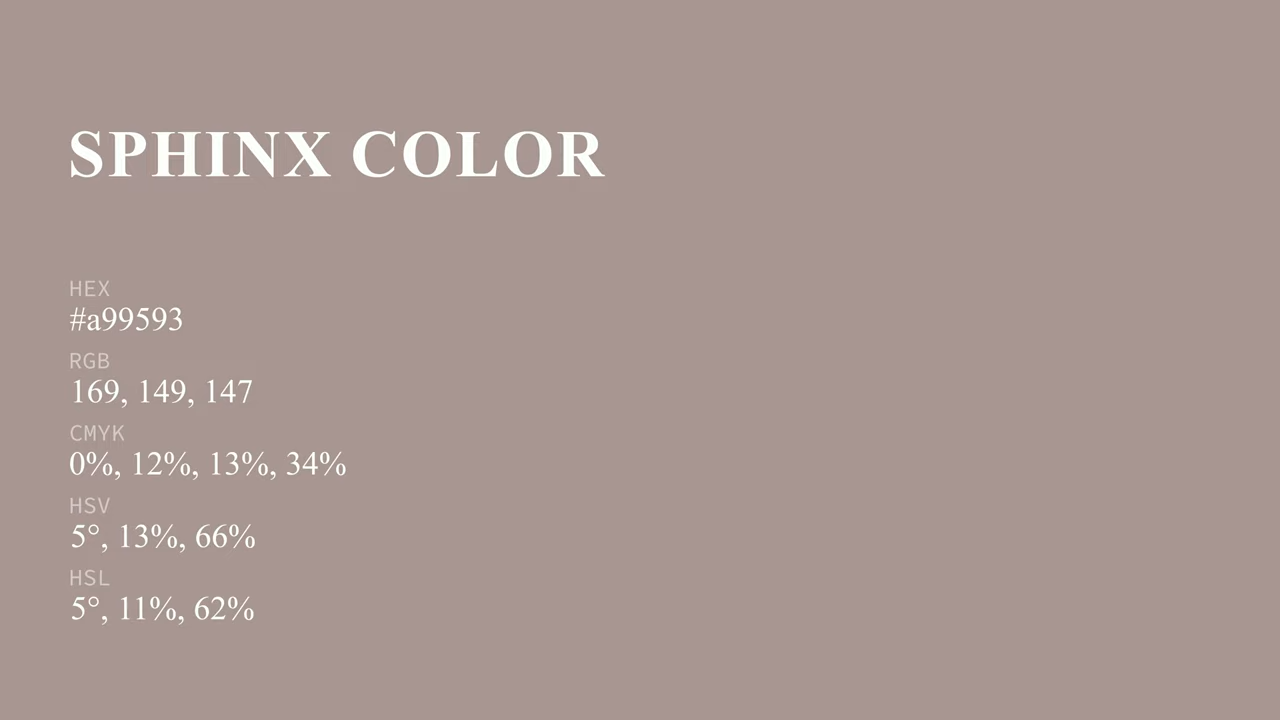 SPHINX COLOR
HEX
#a99593
RGB
169, 149, 147
CMYK
0%, 12%, 13%, 34%
HSV
5°, 13%, 66%
HSL
5°, 11%, 62%